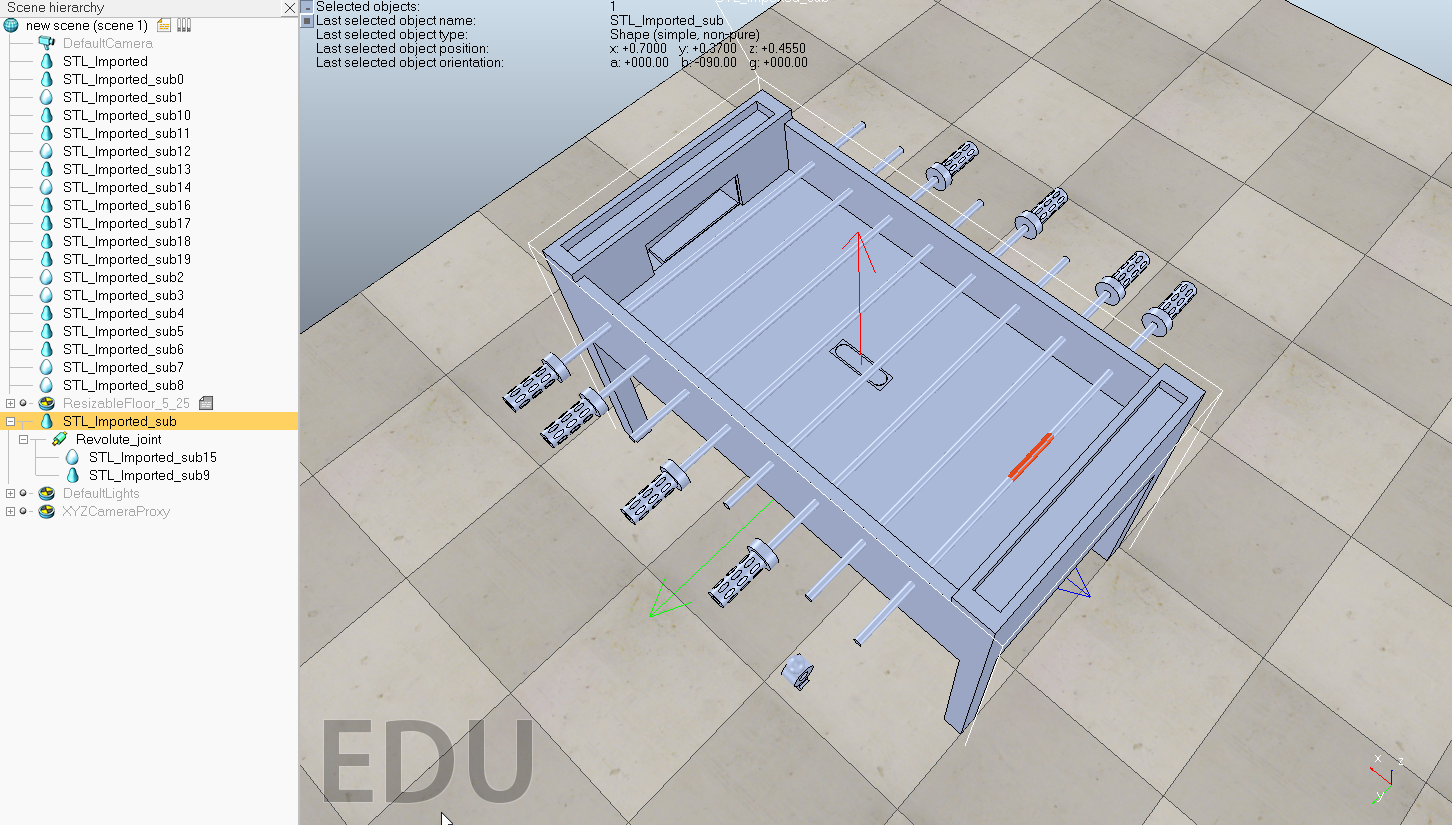 Scene hierarchy
new scene (scene 1)
DefaultCamera
STL_Imported
STL_Imported_sub0
STL_Imported_sub1
STL_Imported_sub10
STL_Imported_sub11
STL_Imported_sub12
STL_Imported_sub13
STL_Imported_sub14
STL_Imported_sub16
STL_Imported_sub17
STL_Imported_sub18
STL_Imported_sub19
STL_Imported_sub2
STL_Imported_sub3
STL_Imported_sub4
STL_Imported_sub5
STL_Imported_sub6
STL_Imported_sub7
STL_Imported_sub8
ResizableFloor_5_25
STL_Imported_sub
Revolute_joint
STL_Imported_sub15
STL_Imported_sub9
DefaultLights
XYZCameraProxy
Selected objects: 1
Last selected object name: STL_Imported_sub
Last selected object type: Shape (simple, non-pure)
Last selected object position: x: +0.7000 y: +0.3700 z: +0.4550
Last selected object orientation: a: +000.00 b: -090.00 g: +000.00
EDU
x z
y